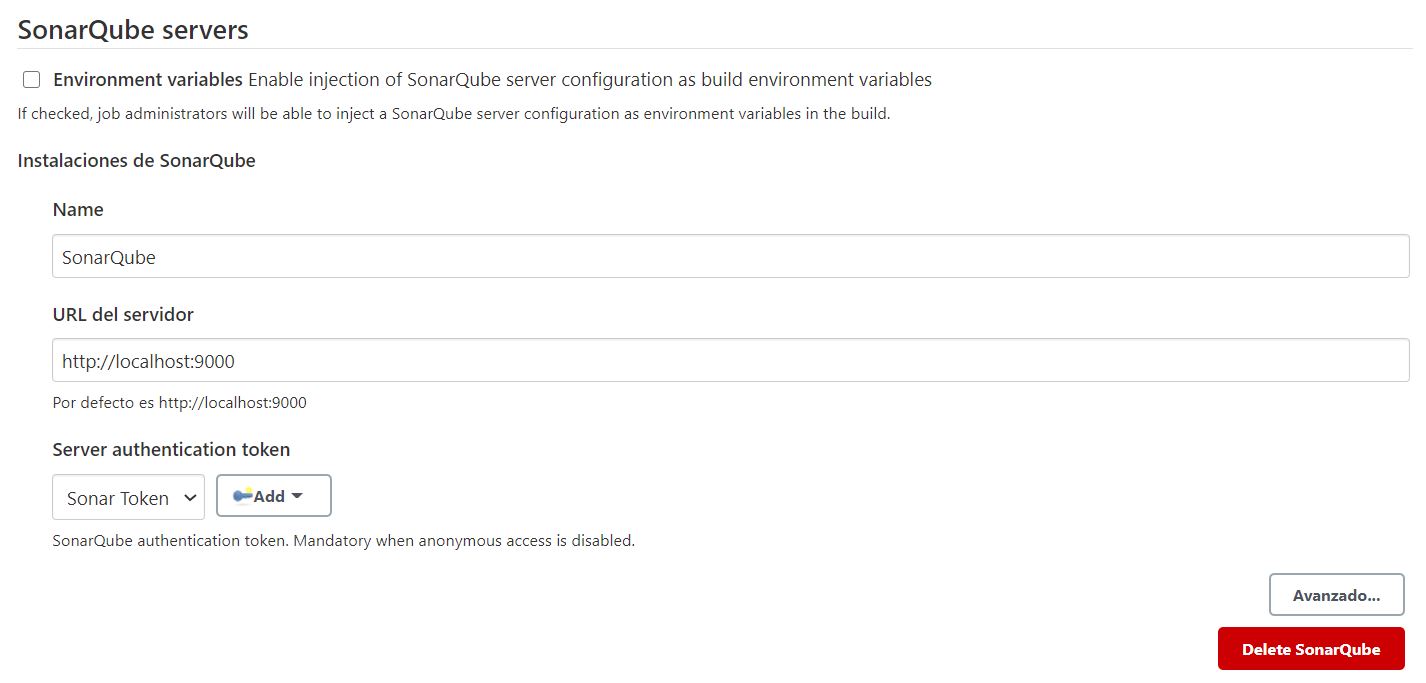 SonarQube servers
Environment variables Enable injection of SonarQube server configuration as build environment variables
If checked, job administrators will be able to inject a SonarQube server configuration as environment variables in the build.
Instalaciones de SonarQube
Name
SonarQube
URL del servidor
http://localhost:9000
Por defecto es http://localhost:9000
Server authentication token
Sonar Token Add
SonarQube authentication token. Mandatory when anonymous access is disabled.
Avanzado...
Delete SonarQube